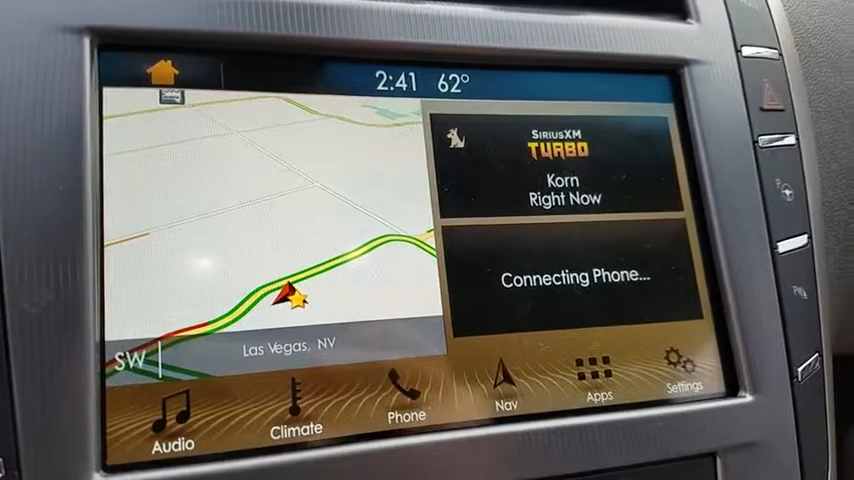 2:41 62°
SIRIUSXM
TURBO
Korn
Right Now
Connecting Phone...
Las Vegas, NV
SW
Audio
Climate
Phone
Nav
Apps
Settings